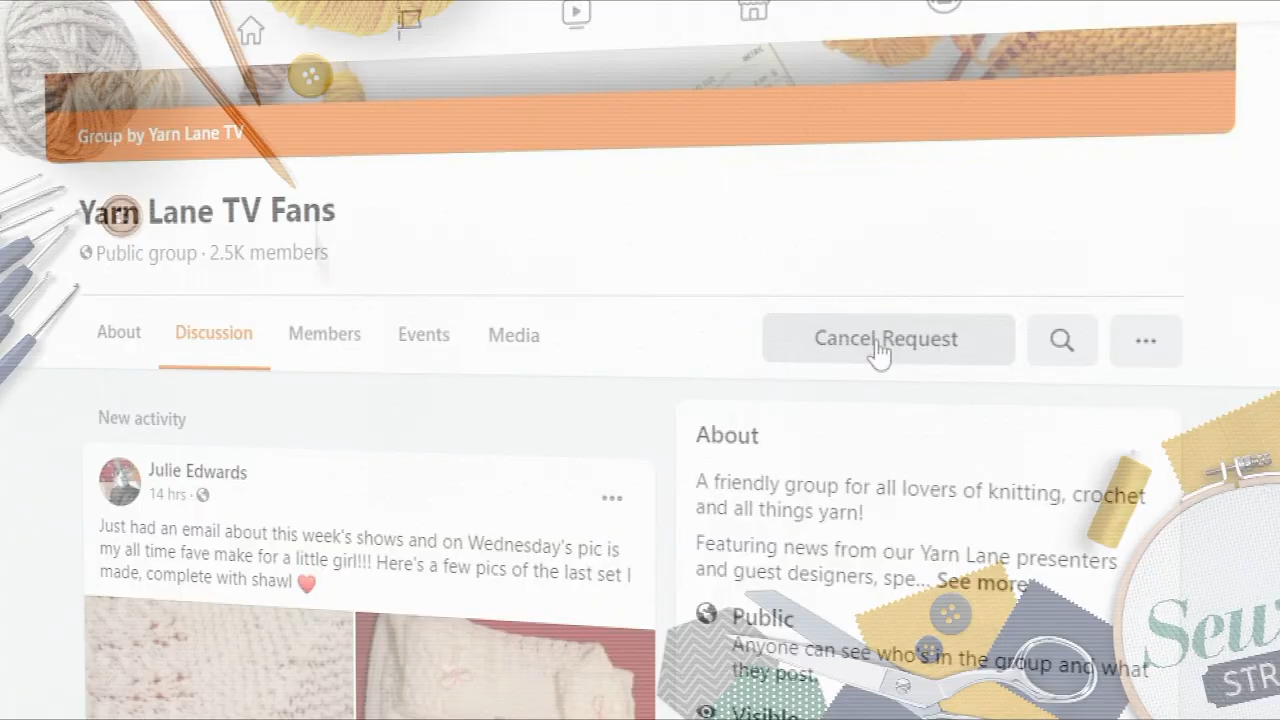 Group by Yarn Lane TV
Yarn Lane TV Fans
Public group · 2.5K members
About Discussion Members Events Media
Cancel Request
New activity
Julie Edwards
14 hrs ·
Just had an email about this week's shows and on Wednesday's pic is
my all time fave make for a little girl!!! Here's a few pics of the last set I
made, complete with shawl ❤️
About
A friendly group for all lovers of knitting, crochet
and all things yarn!
Featuring news from our Yarn Lane presenters
and guest designers, spe... See more
Public
Anyone can see who's in the group and what
they post.
Visible